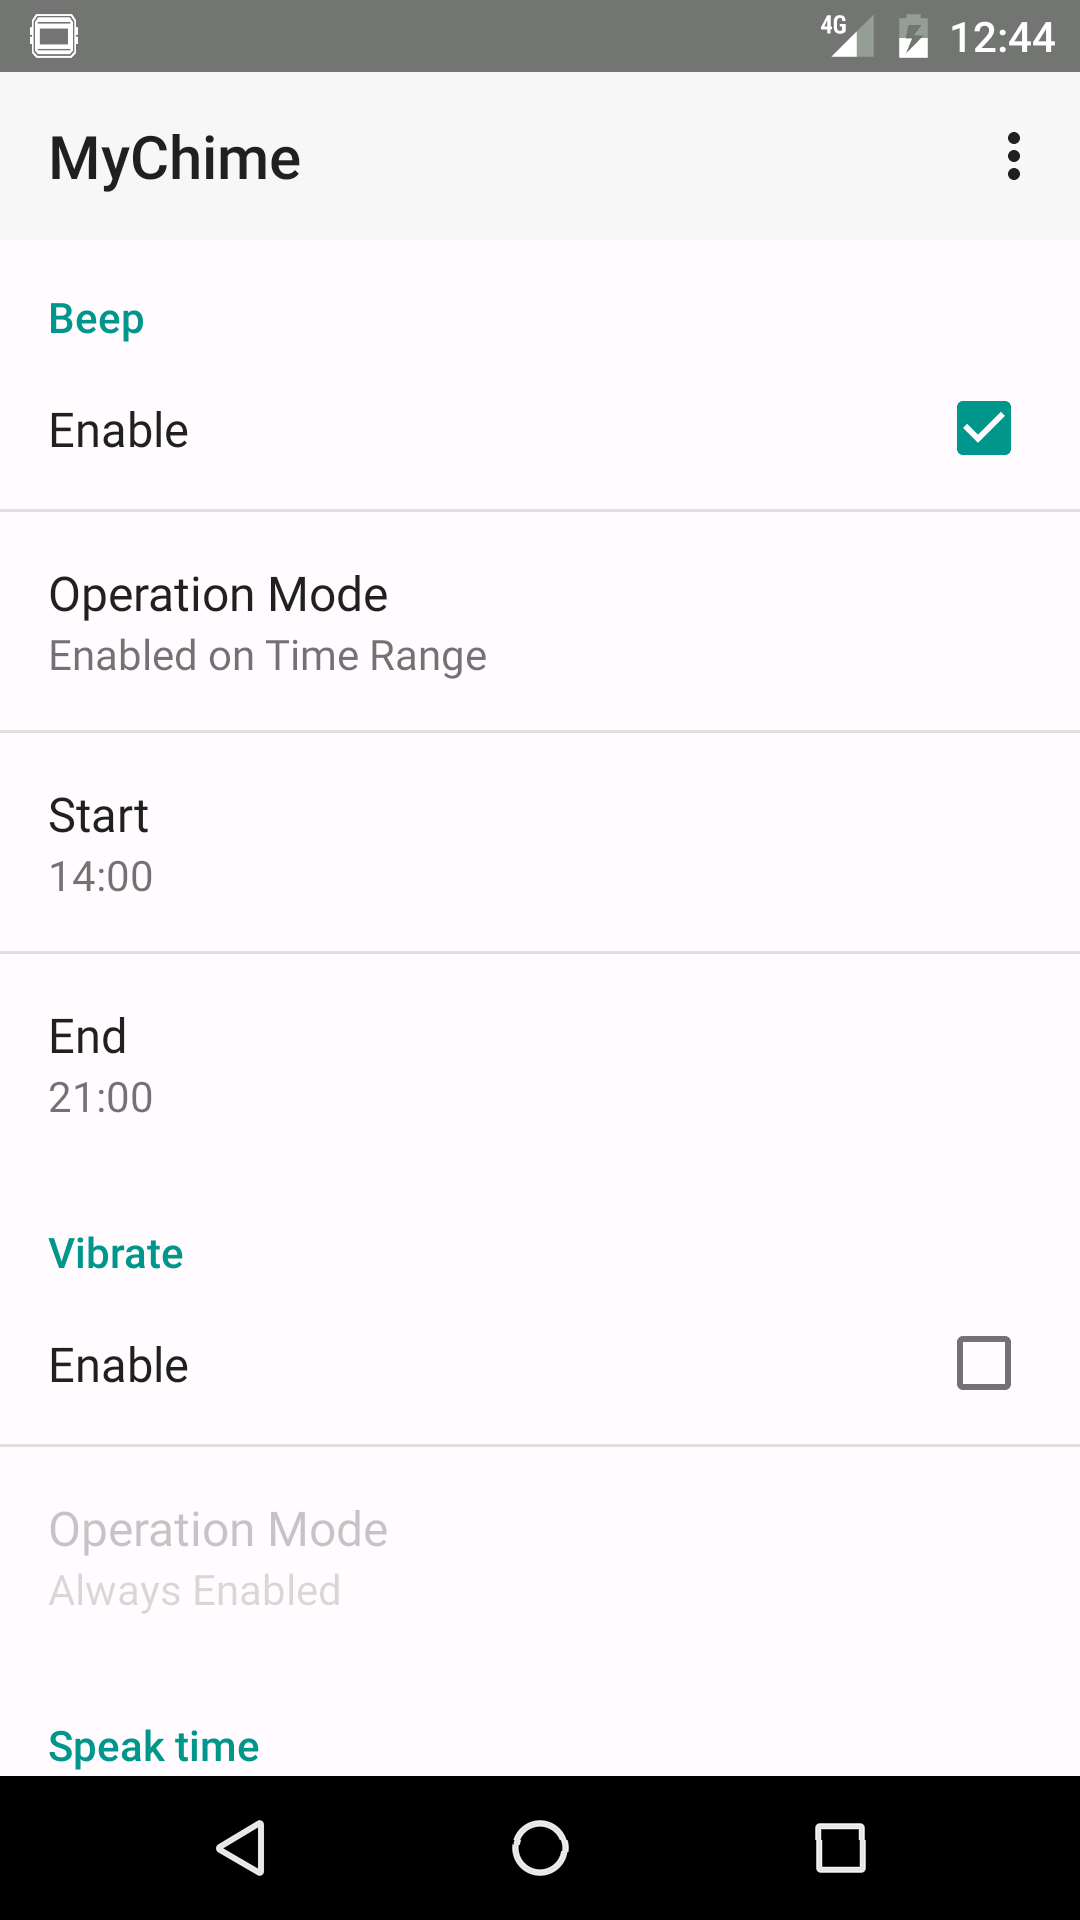 4G 12:44
MyChime
Beep
Enable
Operation Mode
Enabled on Time Range
Start
14:00
End
21:00
Vibrate
Enable
Operation Mode
Always Enabled
Speak time